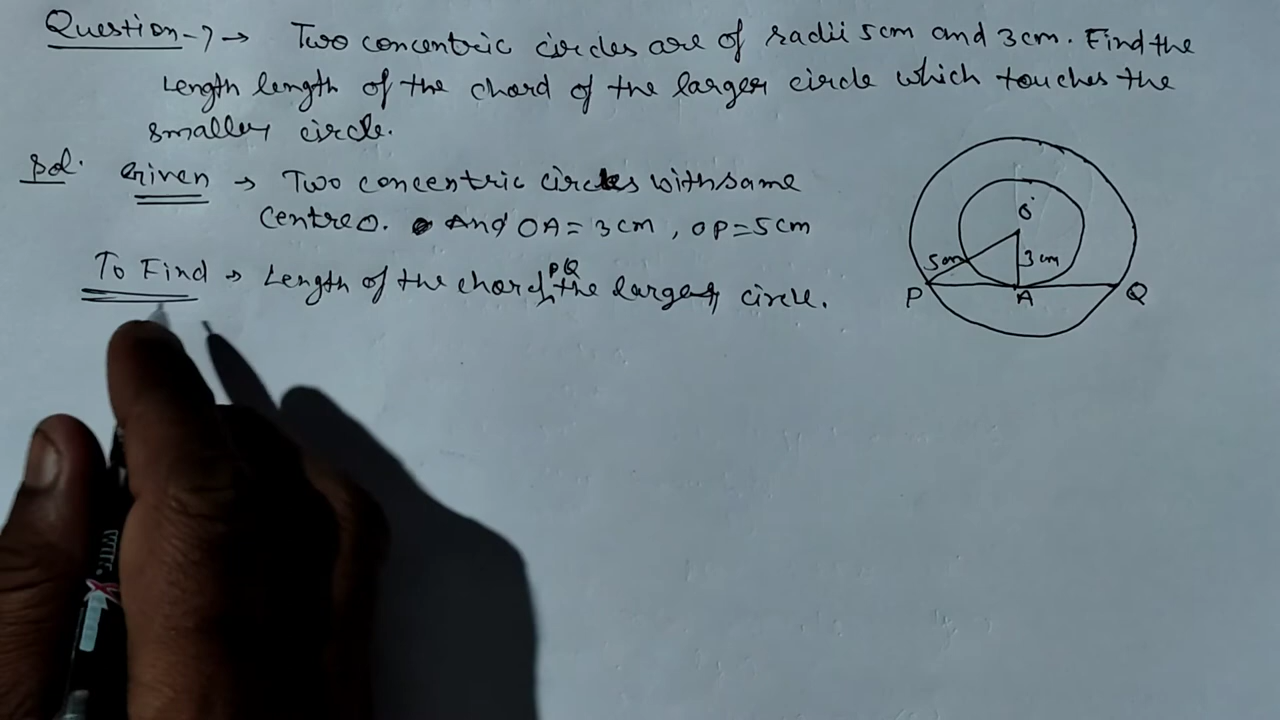 Question-7 → Two concentric circles are of radii 5cm and 3cm. Find the
Length length of the chord of the larger circle which touches the
smaller circle.
Sol. Given → Two concentric circles with same
Centre O. And OA = 3cm, OP = 5cm
To Find → Length of the chord PQ the larger circle.
O
5cm 3cm
P A Q